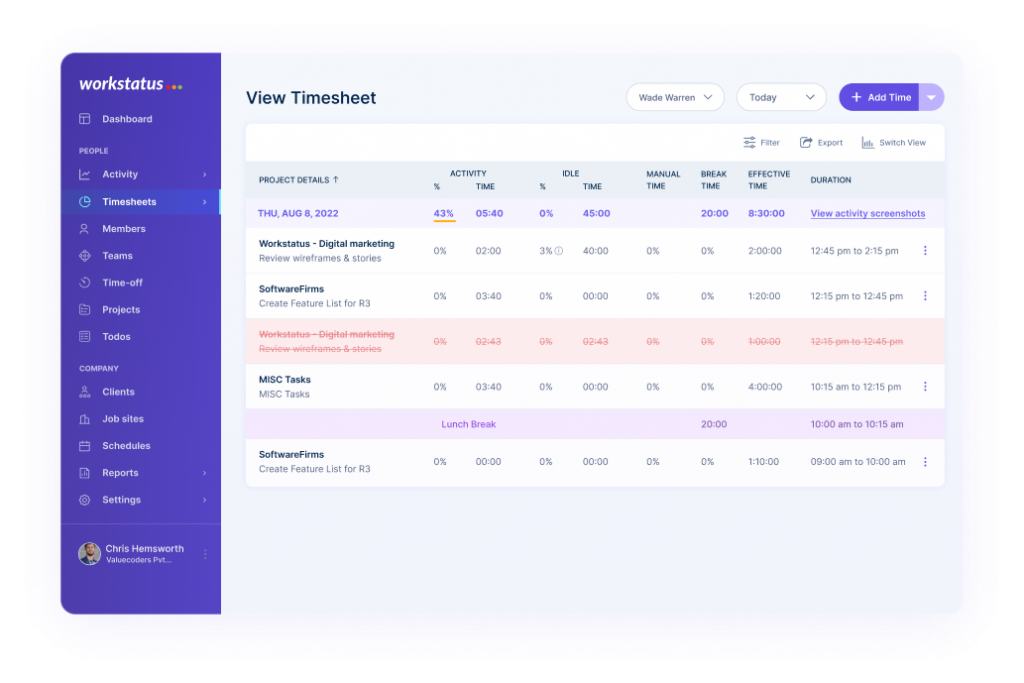 workstatus
Dashboard
PEOPLE
Activity
Timesheets
Members
Teams
Time-off
Projects
Todos
COMPANY
Clients
Job sites
Schedules
Reports
Settings
Chris Hemsworth
Valuecoders Pvt...
View Timesheet
Wade Warren
Today
+ Add Time
Filter
Export
Switch View
PROJECT DETAILS ↑
ACTIVITY
% TIME
IDLE
% TIME
MANUAL
TIME
BREAK
TIME
EFFECTIVE
TIME
DURATION
THU, AUG 8, 2022 43% 05:40 0% 45:00 20:00 8:30:00 View activity screenshots
Workstatus - Digital marketing
Review wireframes & stories
0% 02:00 3% 40:00 0% 0% 2:00:00 12:45 pm to 2:15 pm
SoftwareFirms
Create Feature List for R3
0% 03:40 0% 00:00 0% 0% 1:20:00 12:15 pm to 12:45 pm
Workstatus - Digital marketing
Review wireframes & stories
0% 02:43 0% 02:43 0% 0% 1:00:00 12:15 pm to 12:45 pm
MISC Tasks
MISC Tasks
0% 03:40 0% 00:00 0% 0% 4:00:00 10:15 am to 12:15 pm
Lunch Break 20:00 10:00 am to 10:15 am
SoftwareFirms
Create Feature List for R3
0% 00:00 0% 00:00 0% 0% 1:10:00 09:00 am to 10:00 am